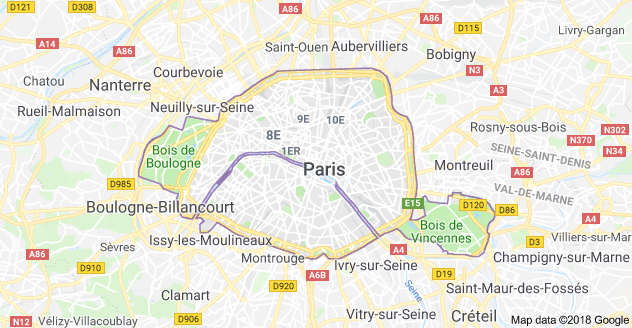 D121
D308
A86
A86
D7
Livry-Gargan
A14
Saint-Ouen
Aubervilliers
D115
Bobigny
Courbevoie
N3
Chatou
Nanterre
Neuilly-sur-Seine
Rueil-Malmaison
9E
10E
8E
Rosny-sous-Bois
N302
N370
N34
Bois de
Boulogne
1ER
SEINE-SAINT-DENIS
Paris
Montreuil
A86
D985
VAL-DE-MARNE
Boulogne-Billancourt
E15
D120
D86
Bois de
Vincennes
Issy-les-Moulineaux
Sèvres
A86
A4
D3
Villiers-sur-Mar
Montrouge
Ivry-sur-Seine
Champigny-sur-Marne
D910
A6B
D19
D920
Saint-Maur-des-Fossés
Clamart
Seine
Vitry-sur-Seine
Créteil
N12
Vélizy-Villacoublay
D906
Map data ©2018 Google